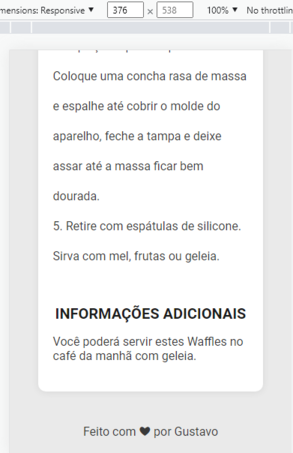 mensions: Responsive ▼ 376 × 538 100% ▼ No throttlin
Coloque uma concha rasa de massa
e espalhe até cobrir o molde do
aparelho, feche a tampa e deixe
assar até a massa ficar bem
dourada.
5. Retire com espátulas de silicone.
Sirva com mel, frutas ou geleia.
INFORMAÇÕES ADICIONAIS
Você poderá servir estes Waffles no
café da manhã com geleia.
Feito com ❤ por Gustavo